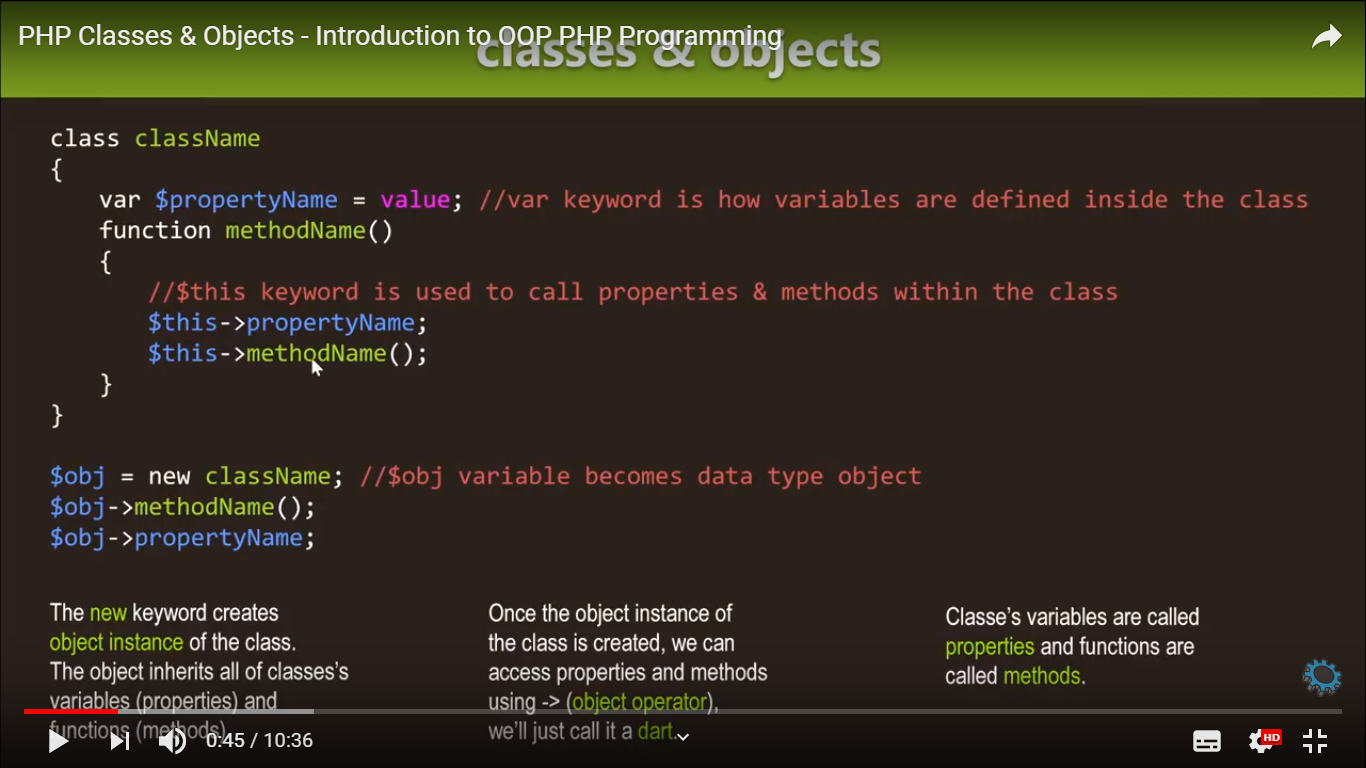 PHP Classes & Objects - Introduction to OOP PHP Programming
classes & objects
class className
{
var $propertyName = value; //var keyword is how variables are defined inside the class
function methodName()
{
//$this keyword is used to call properties & methods within the class
$this->propertyName;
$this->methodName();
}
}
$obj = new className; //$obj variable becomes data type object
$obj->methodName();
$obj->propertyName;
The new keyword creates
object instance of the class.
The object inherits all of classes's
variables (properties) and
functions (methods)
Once the object instance of
the class is created, we can
access properties and methods
using -> (object operator),
we'll just call it a dart.
Classe's variables are called
properties and functions are
called methods.
0:45 / 10:36
HD